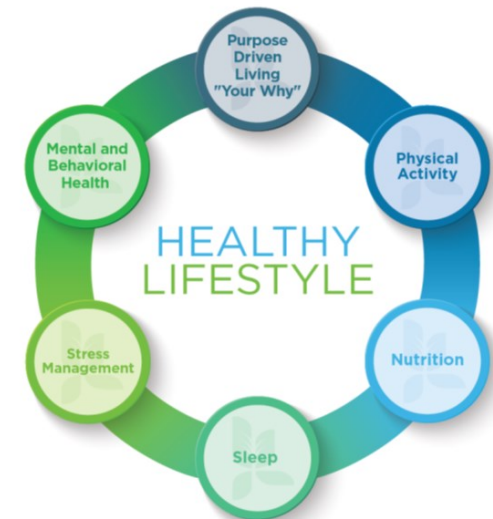 Purpose
Driven
Living
"Your Why"
Physical
Activity
Nutrition
Sleep
Stress
Management
Mental and
Behavioral
Health
HEALTHY
LIFESTYLE